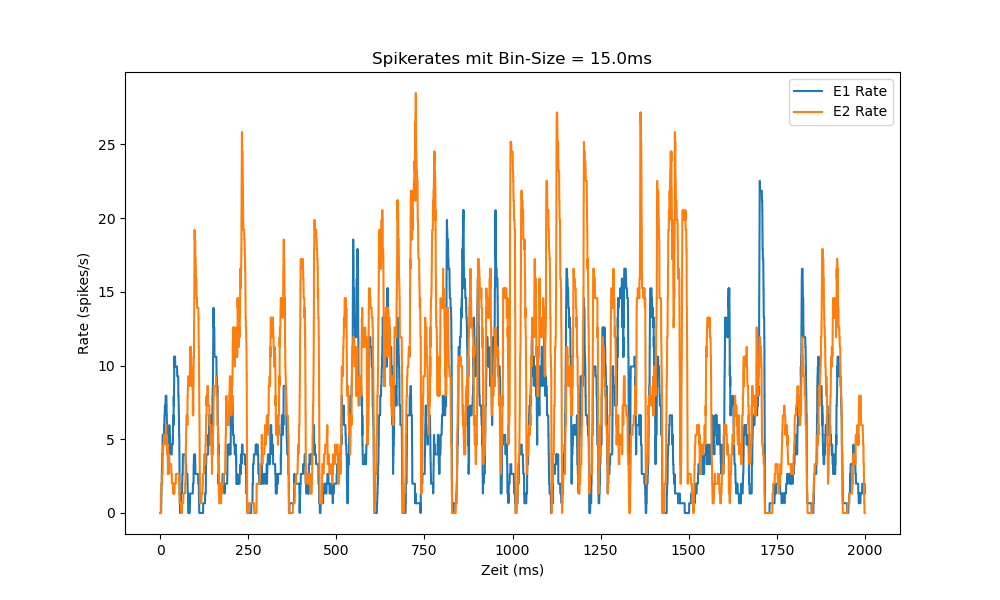 Spikerates mit Bin-Size = 15.0ms
E1 Rate
E2 Rate
Rate (spikes/s)
25
20
15
10
5
0
0 250 500 750 1000 1250 1500 1750 2000
Zeit (ms)